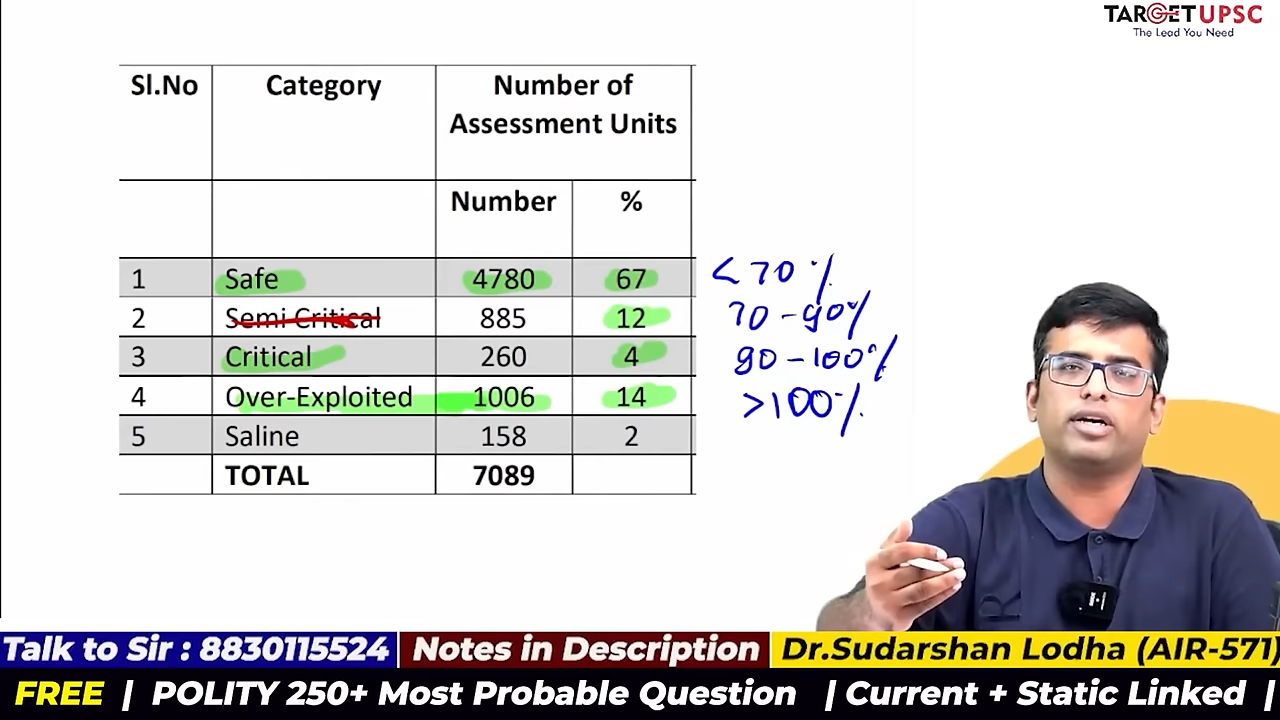 TARGETUPSC
The Lead You Need
Sl.No Category Number of Assessment Units
Number %
1 Safe 4780 67 < 70 %
2 Semi Critical 885 12 70 - 90%
3 Critical 260 4 90 - 100%
4 Over-Exploited 1006 14 >100%
5 Saline 158 2
TOTAL 7089
Talk to Sir : 8830115524 Notes in Description Dr.Sudarshan Lodha (AIR-571)
FREE | POLITY 250+ Most Probable Question | Current + Static Linked |